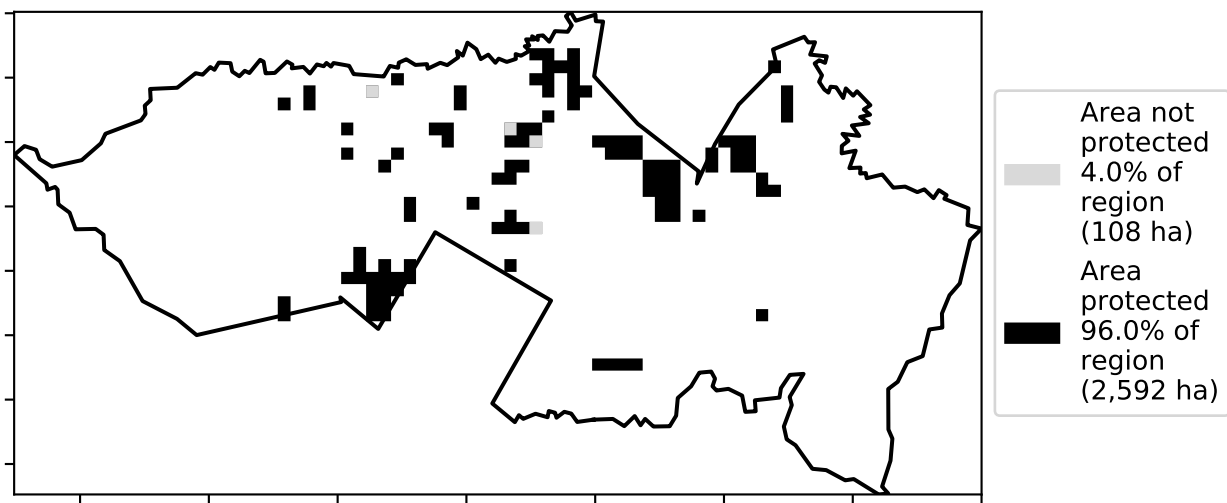 Area not
protected
4.0% of
region
(108 ha)
Area
protected
96.0% of
region
(2,592 ha)